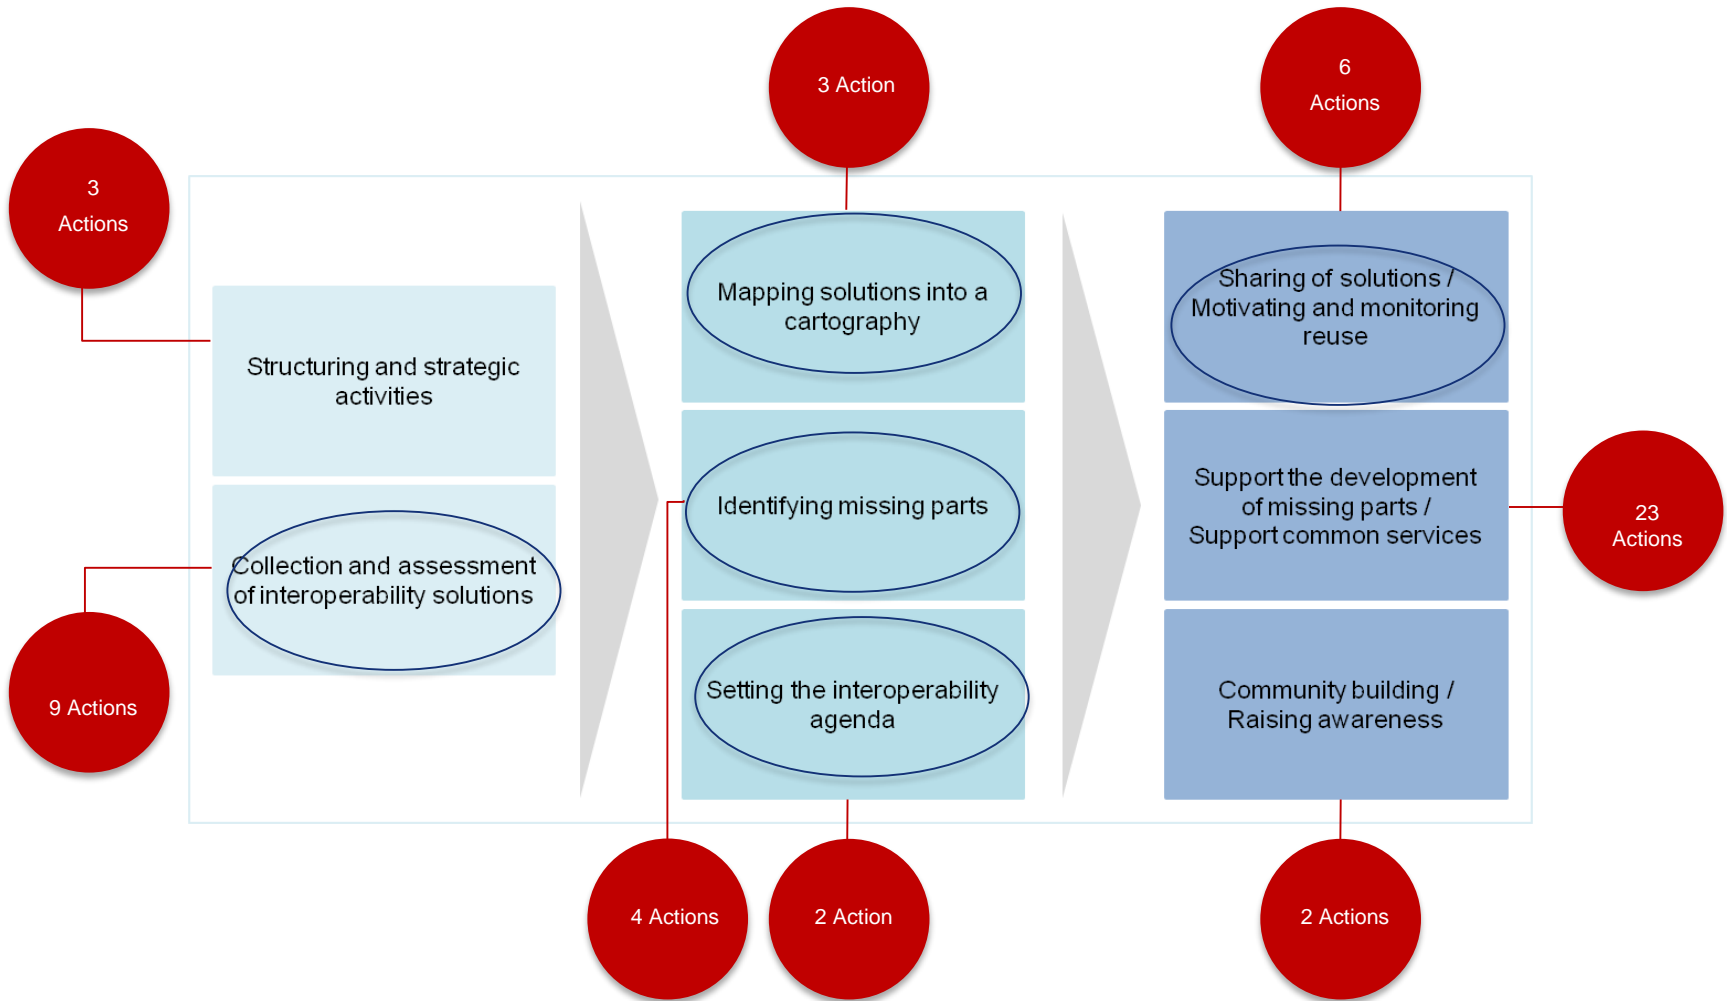 3 Action
6
Actions
3
Actions
Structuring and strategic
activities
Collection and assessment
of interoperability solutions
9 Actions
Mapping solutions into a
cartography
Identifying missing parts
Setting the interoperability
agenda
4 Actions
2 Action
Sharing of solutions /
Motivating and monitoring
reuse
Support the development
of missing parts /
Support common services
23
Actions
Community building /
Raising awareness
2 Actions